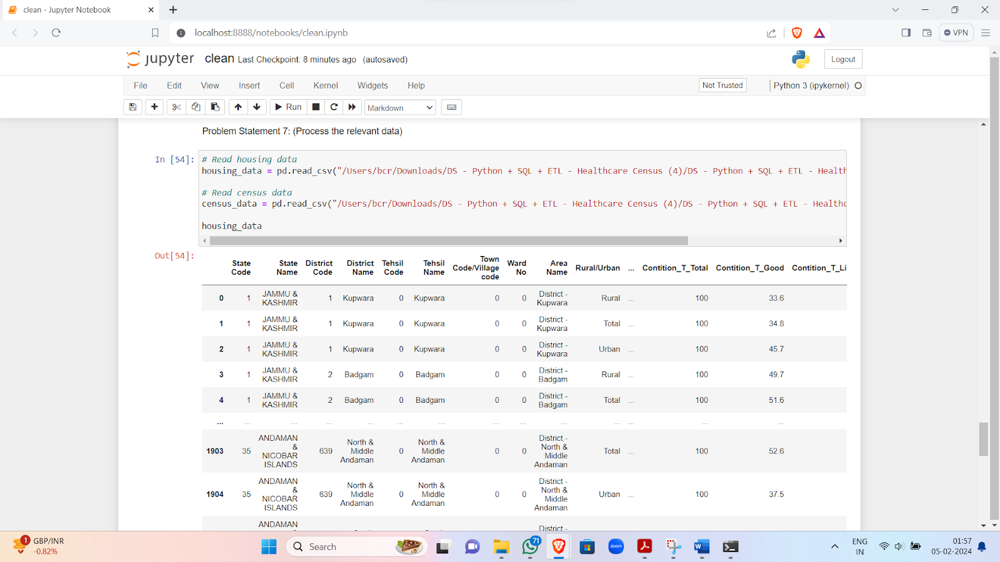 clean - Jupyter Notebook
localhost:8888/notebooks/clean.ipynb
VPN
jupyter clean Last Checkpoint: 8 minutes ago (autosaved)
Logout
File Edit View Insert Cell Kernel Widgets Help
Not Trusted
Python 3 (ipykernel)
Run
Markdown
Problem Statement 7: (Process the relevant data)
In [54]:
# Read housing data
housing_data = pd.read_csv("/Users/bcr/Downloads/DS - Python + SQL + ETL - Healthcare Census (4)/DS - Python + SQL + ETL - Health
# Read census data
census_data = pd.read_csv("/Users/bcr/Downloads/DS - Python + SQL + ETL - Healthcare Census (4)/DS - Python + SQL + ETL - Healthc
housing_data
Out[54]:
State Code State Name District Code District Name Tehsil Code Tehsil Name Town Code/Village code Ward No Area Name Rural/Urban ... Contition_T_Total Contition_T_Good Contition_T_Li
0 1 JAMMU & KASHMIR 1 Kupwara 0 Kupwara 0 0 District - Kupwara Rural ... 100 33.6
1 1 JAMMU & KASHMIR 1 Kupwara 0 Kupwara 0 0 District - Kupwara Total ... 100 34.8
2 1 JAMMU & KASHMIR 1 Kupwara 0 Kupwara 0 0 District - Kupwara Urban ... 100 45.7
3 1 JAMMU & KASHMIR 2 Badgam 0 Badgam 0 0 District - Badgam Rural ... 100 49.7
4 1 JAMMU & KASHMIR 2 Badgam 0 Badgam 0 0 District - Badgam Total ... 100 51.6
... ... ... ... ... ... ... ... ... ... ... ... ... ...
1903 35 ANDAMAN & NICOBAR ISLANDS 639 North & Middle Andaman 0 North & Middle Andaman 0 0 District - North & Middle Andaman Total ... 100 52.6
1904 35 ANDAMAN & NICOBAR ISLANDS 639 North & Middle Andaman 0 North & Middle Andaman 0 0 District - North & Middle Andaman Urban ... 100 37.5
ANDAMAN District -
1
GBP/INR
-0.82%
Search
71
zoom
ENG
IN
01:57
05-02-2024